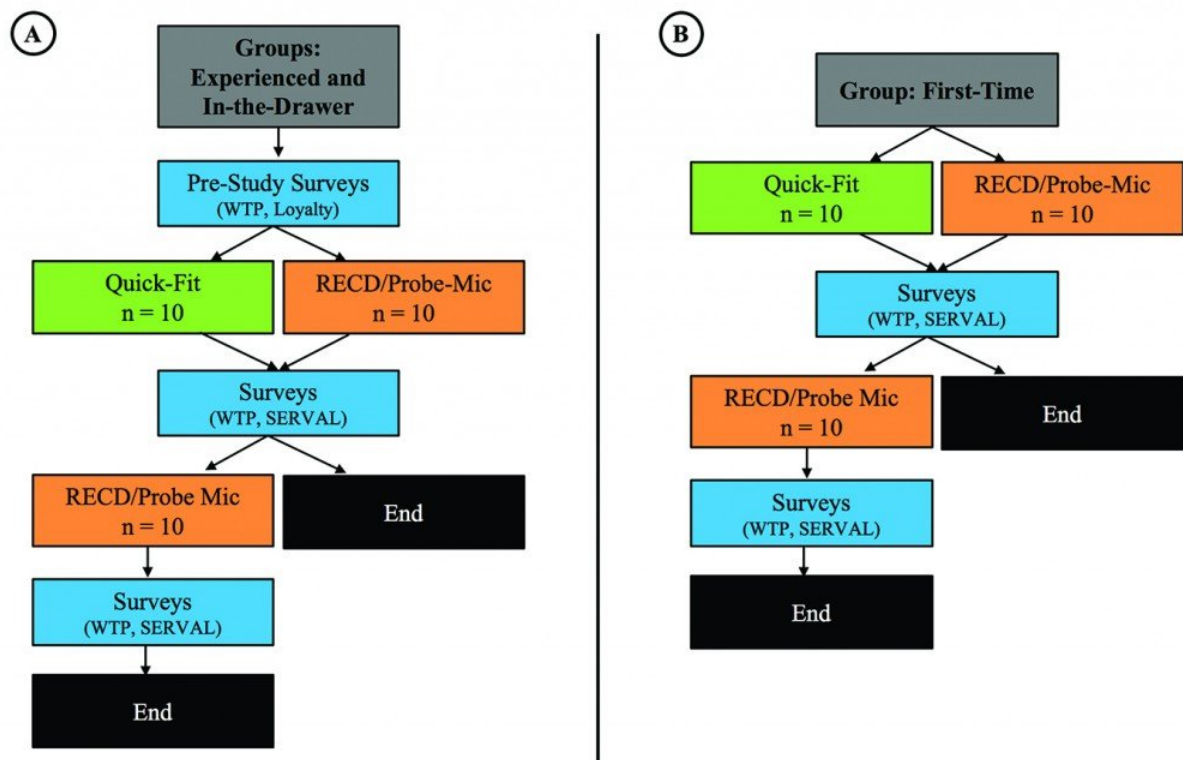 A
Groups:
Experienced and
In-the-Drawer
Pre-Study Surveys
(WTP, Loyalty)
Quick-Fit
n = 10
RECD/Probe-Mic
n = 10
Surveys
(WTP, SERVAL)
RECD/Probe Mic
n = 10
End
Surveys
(WTP, SERVAL)
End
B
Group: First-Time
Quick-Fit
n = 10
RECD/Probe-Mic
n = 10
Surveys
(WTP, SERVAL)
RECD/Probe Mic
n = 10
End
Surveys
(WTP, SERVAL)
End